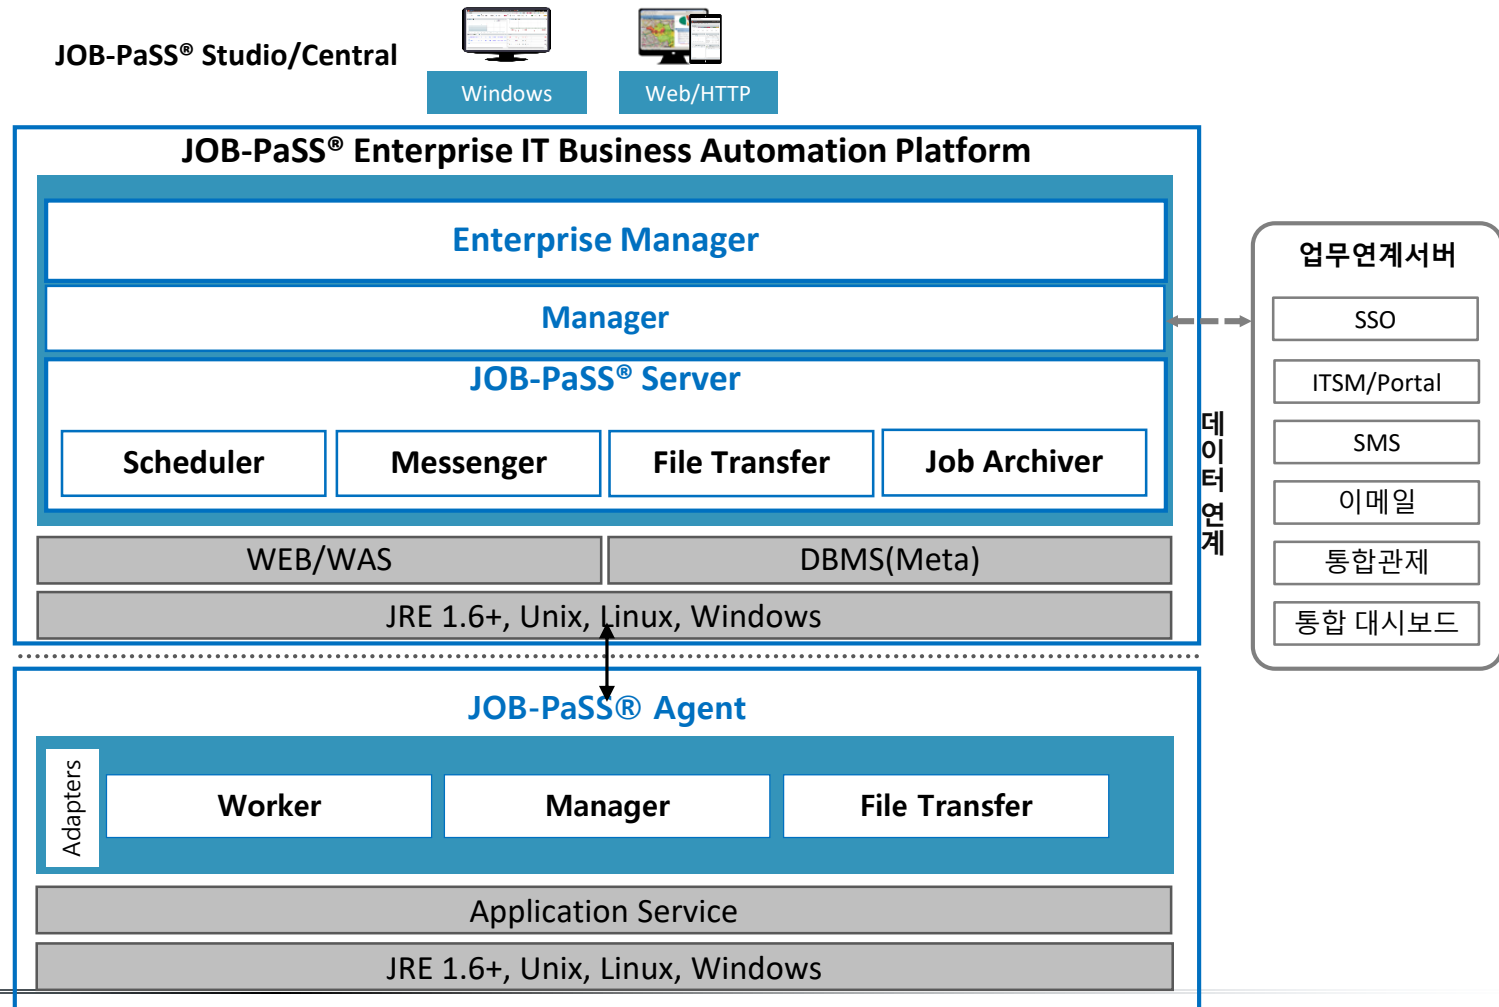 JOB-PaSS® Studio/Central
Windows
Web/HTTP
JOB-PaSS® Enterprise IT Business Automation Platform
Enterprise Manager
Manager
JOB-PaSS® Server
Scheduler
Messenger
File Transfer
Job Archiver
WEB/WAS
DBMS(Meta)
JRE 1.6+, Unix, Linux, Windows
데이터 연계
업무연계서버
SSO
ITSM/Portal
SMS
이메일
통합관제
통합 대시보드
JOB-PaSS® Agent
Adapters
Worker
Manager
File Transfer
Application Service
JRE 1.6+, Unix, Linux, Windows